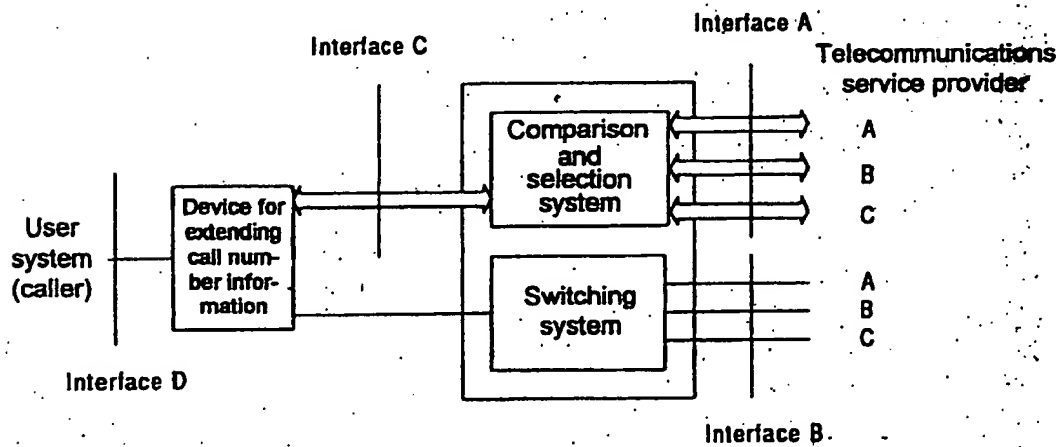 Interface C
Interface A
Telecommunications
service provider
Comparison
and
selection
system
A
B
C
User
system
(caller)
Device for
extending
call num-
ber infor-
mation
Switching
system
A
B
C
Interface D
Interface B